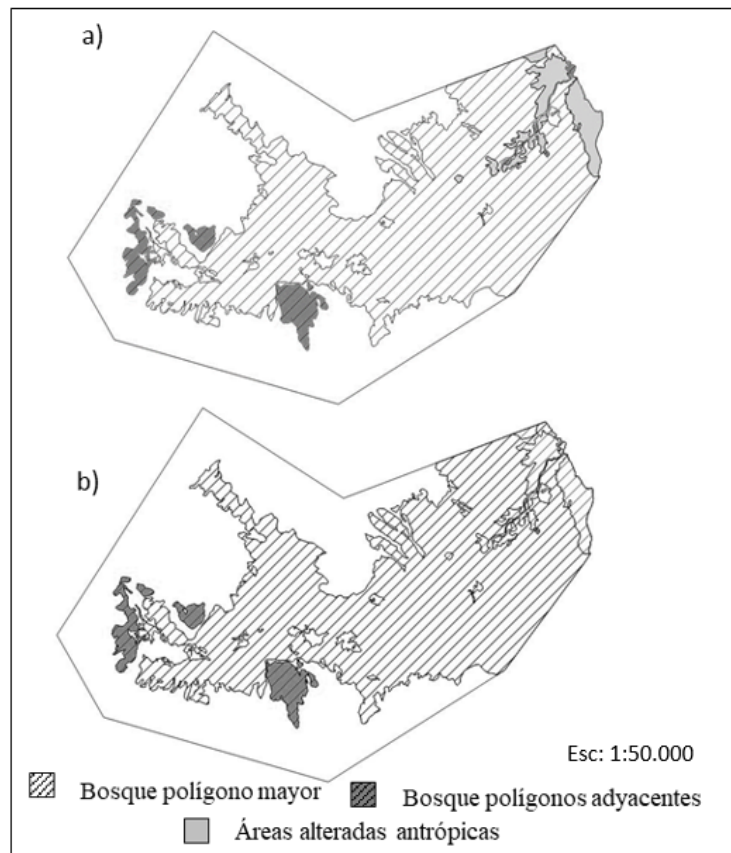 a)
b)
Esc: 1:50.000
Bosque polígono mayor
Bosque polígonos adyacentes
Áreas alteradas antrópicas